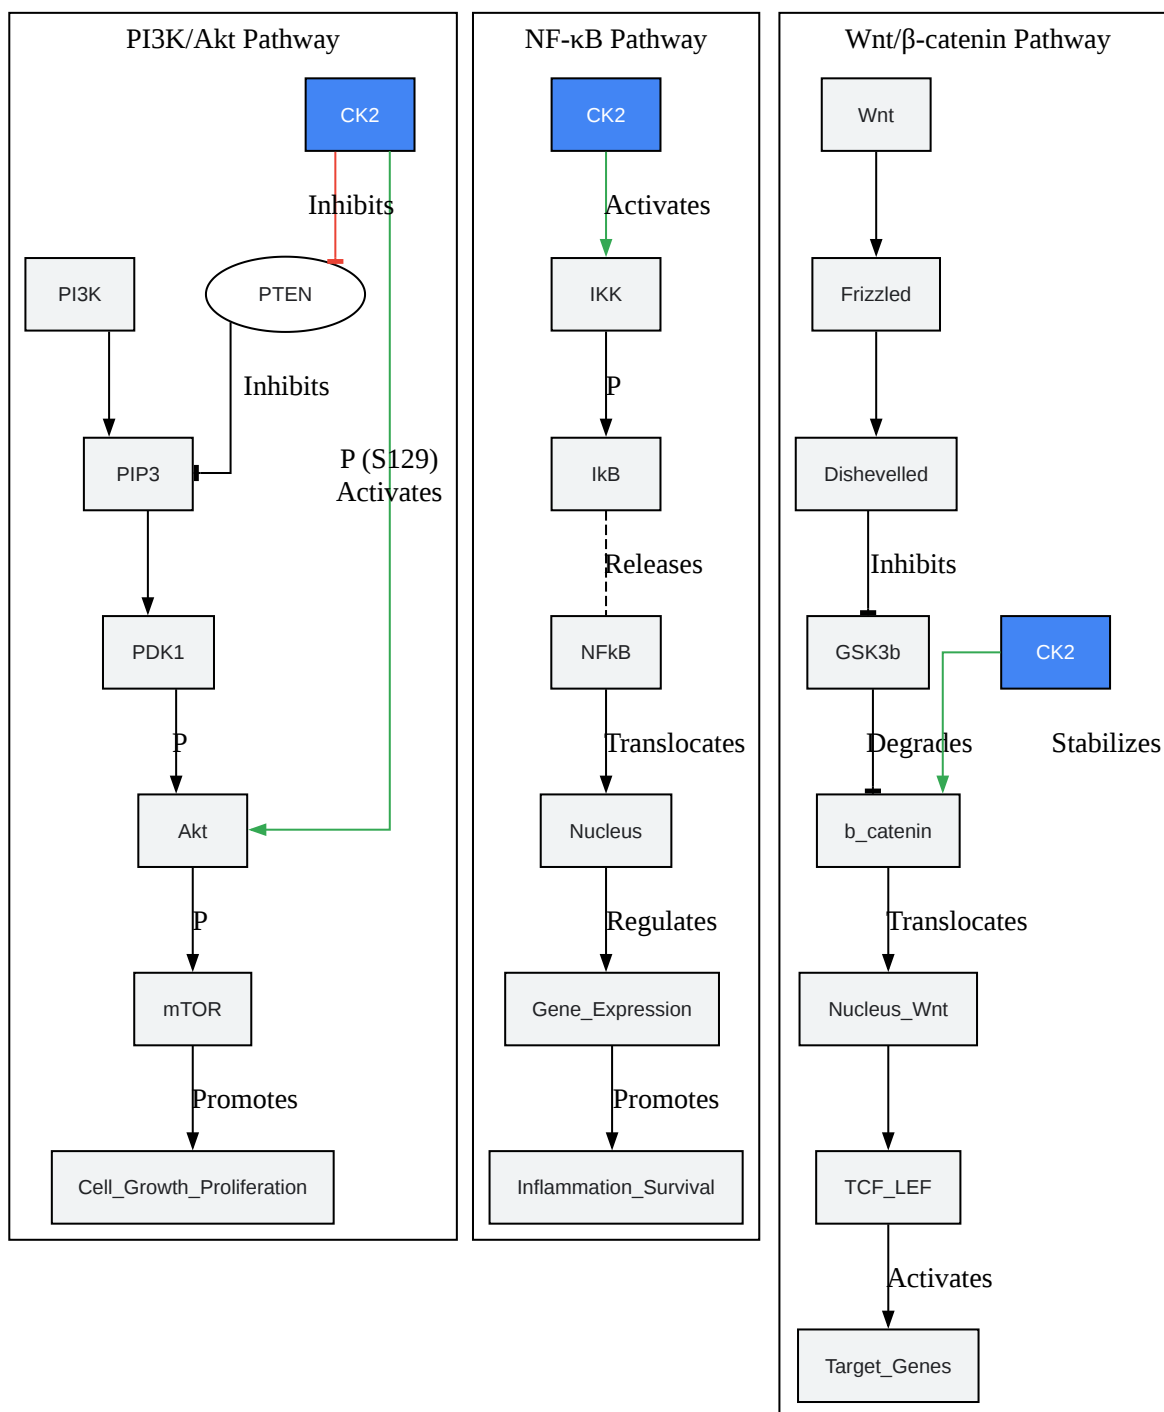 PI3K/Akt Pathway
CK2
Inhibits
PI3K
PTEN
Inhibits
PIP3
P (S129)
Activates
PDK1
P
Akt
P
mTOR
Promotes
Cell_Growth_Proliferation
NF-κB Pathway
CK2
Activates
IKK
P
IkB
Releases
NFkB
Translocates
Nucleus
Regulates
Gene_Expression
Promotes
Inflammation_Survival
Wnt/β-catenin Pathway
Wnt
Frizzled
Dishevelled
Inhibits
GSK3b
CK2
Degrades
Stabilizes
b_catenin
Translocates
Nucleus_Wnt
TCF_LEF
Activates
Target_Genes